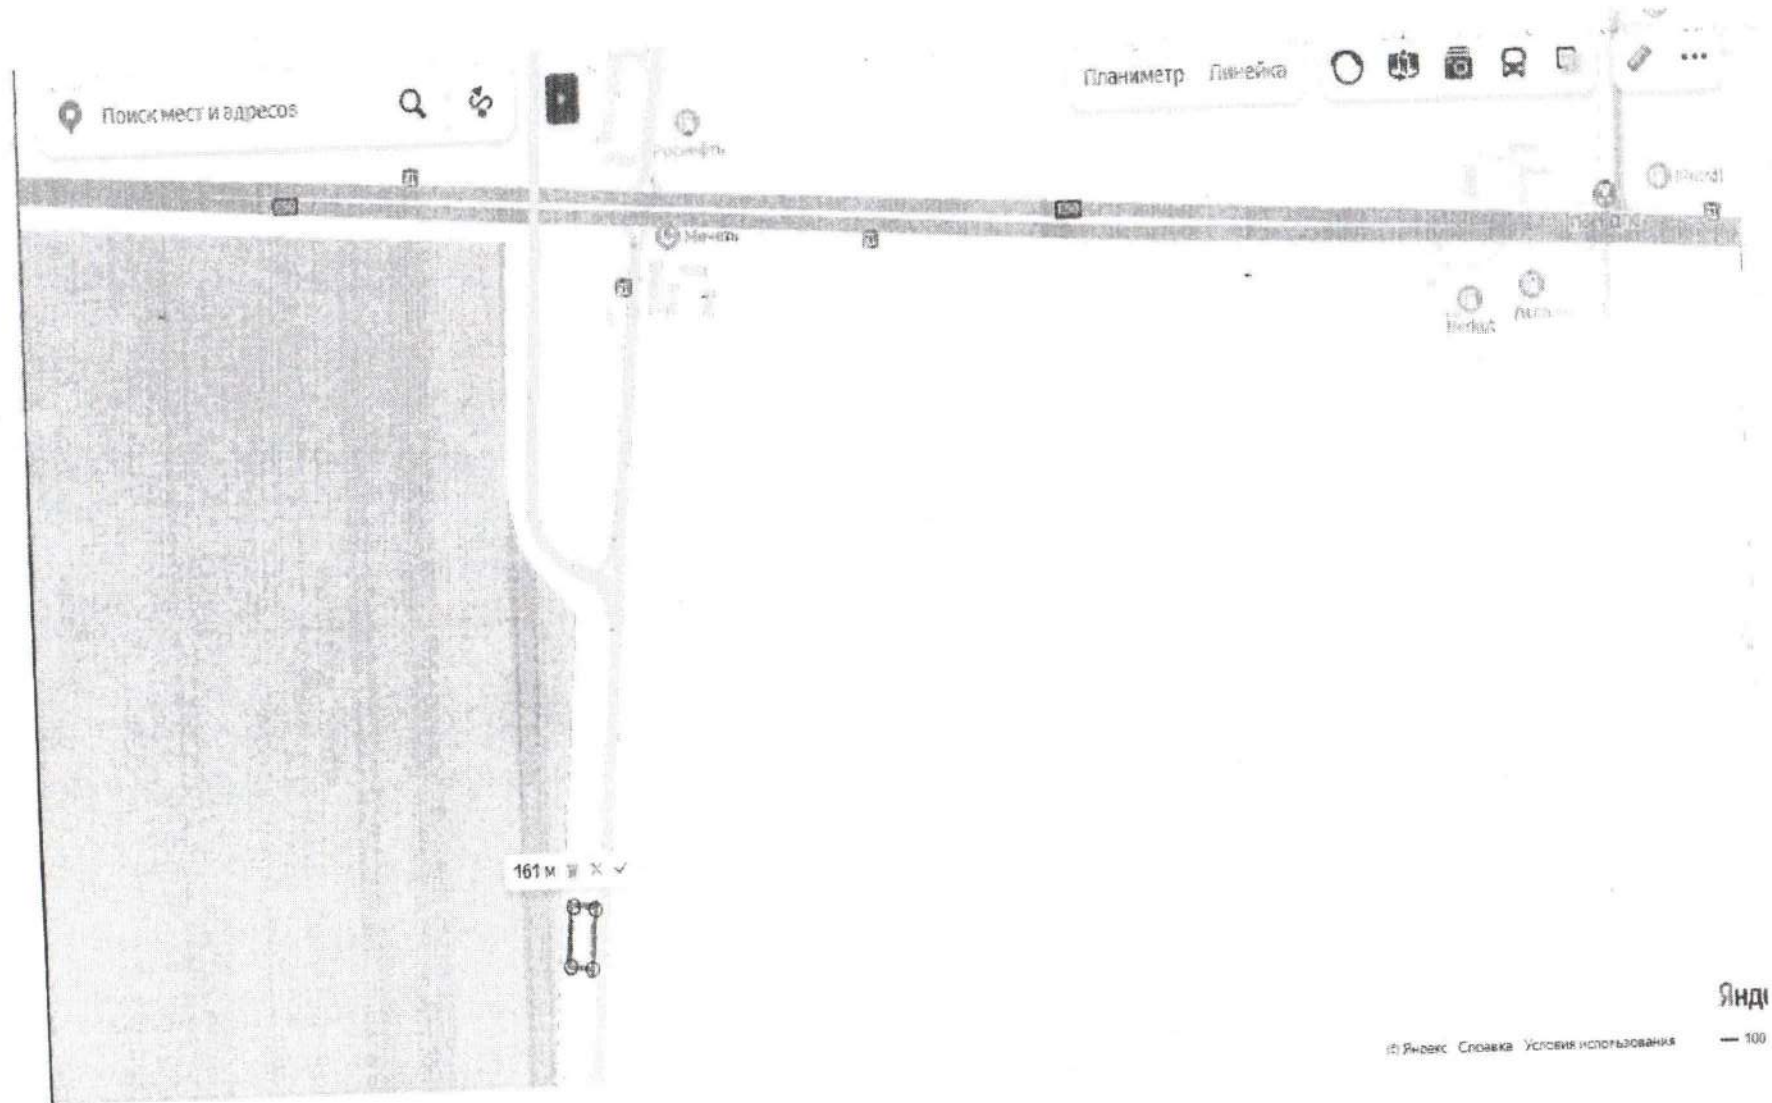 Поиск мест и адресов
Планиметр Линейка
Роснефть
Мечеть
161 м
Янд
© Яндекс Справка Условия использования
100